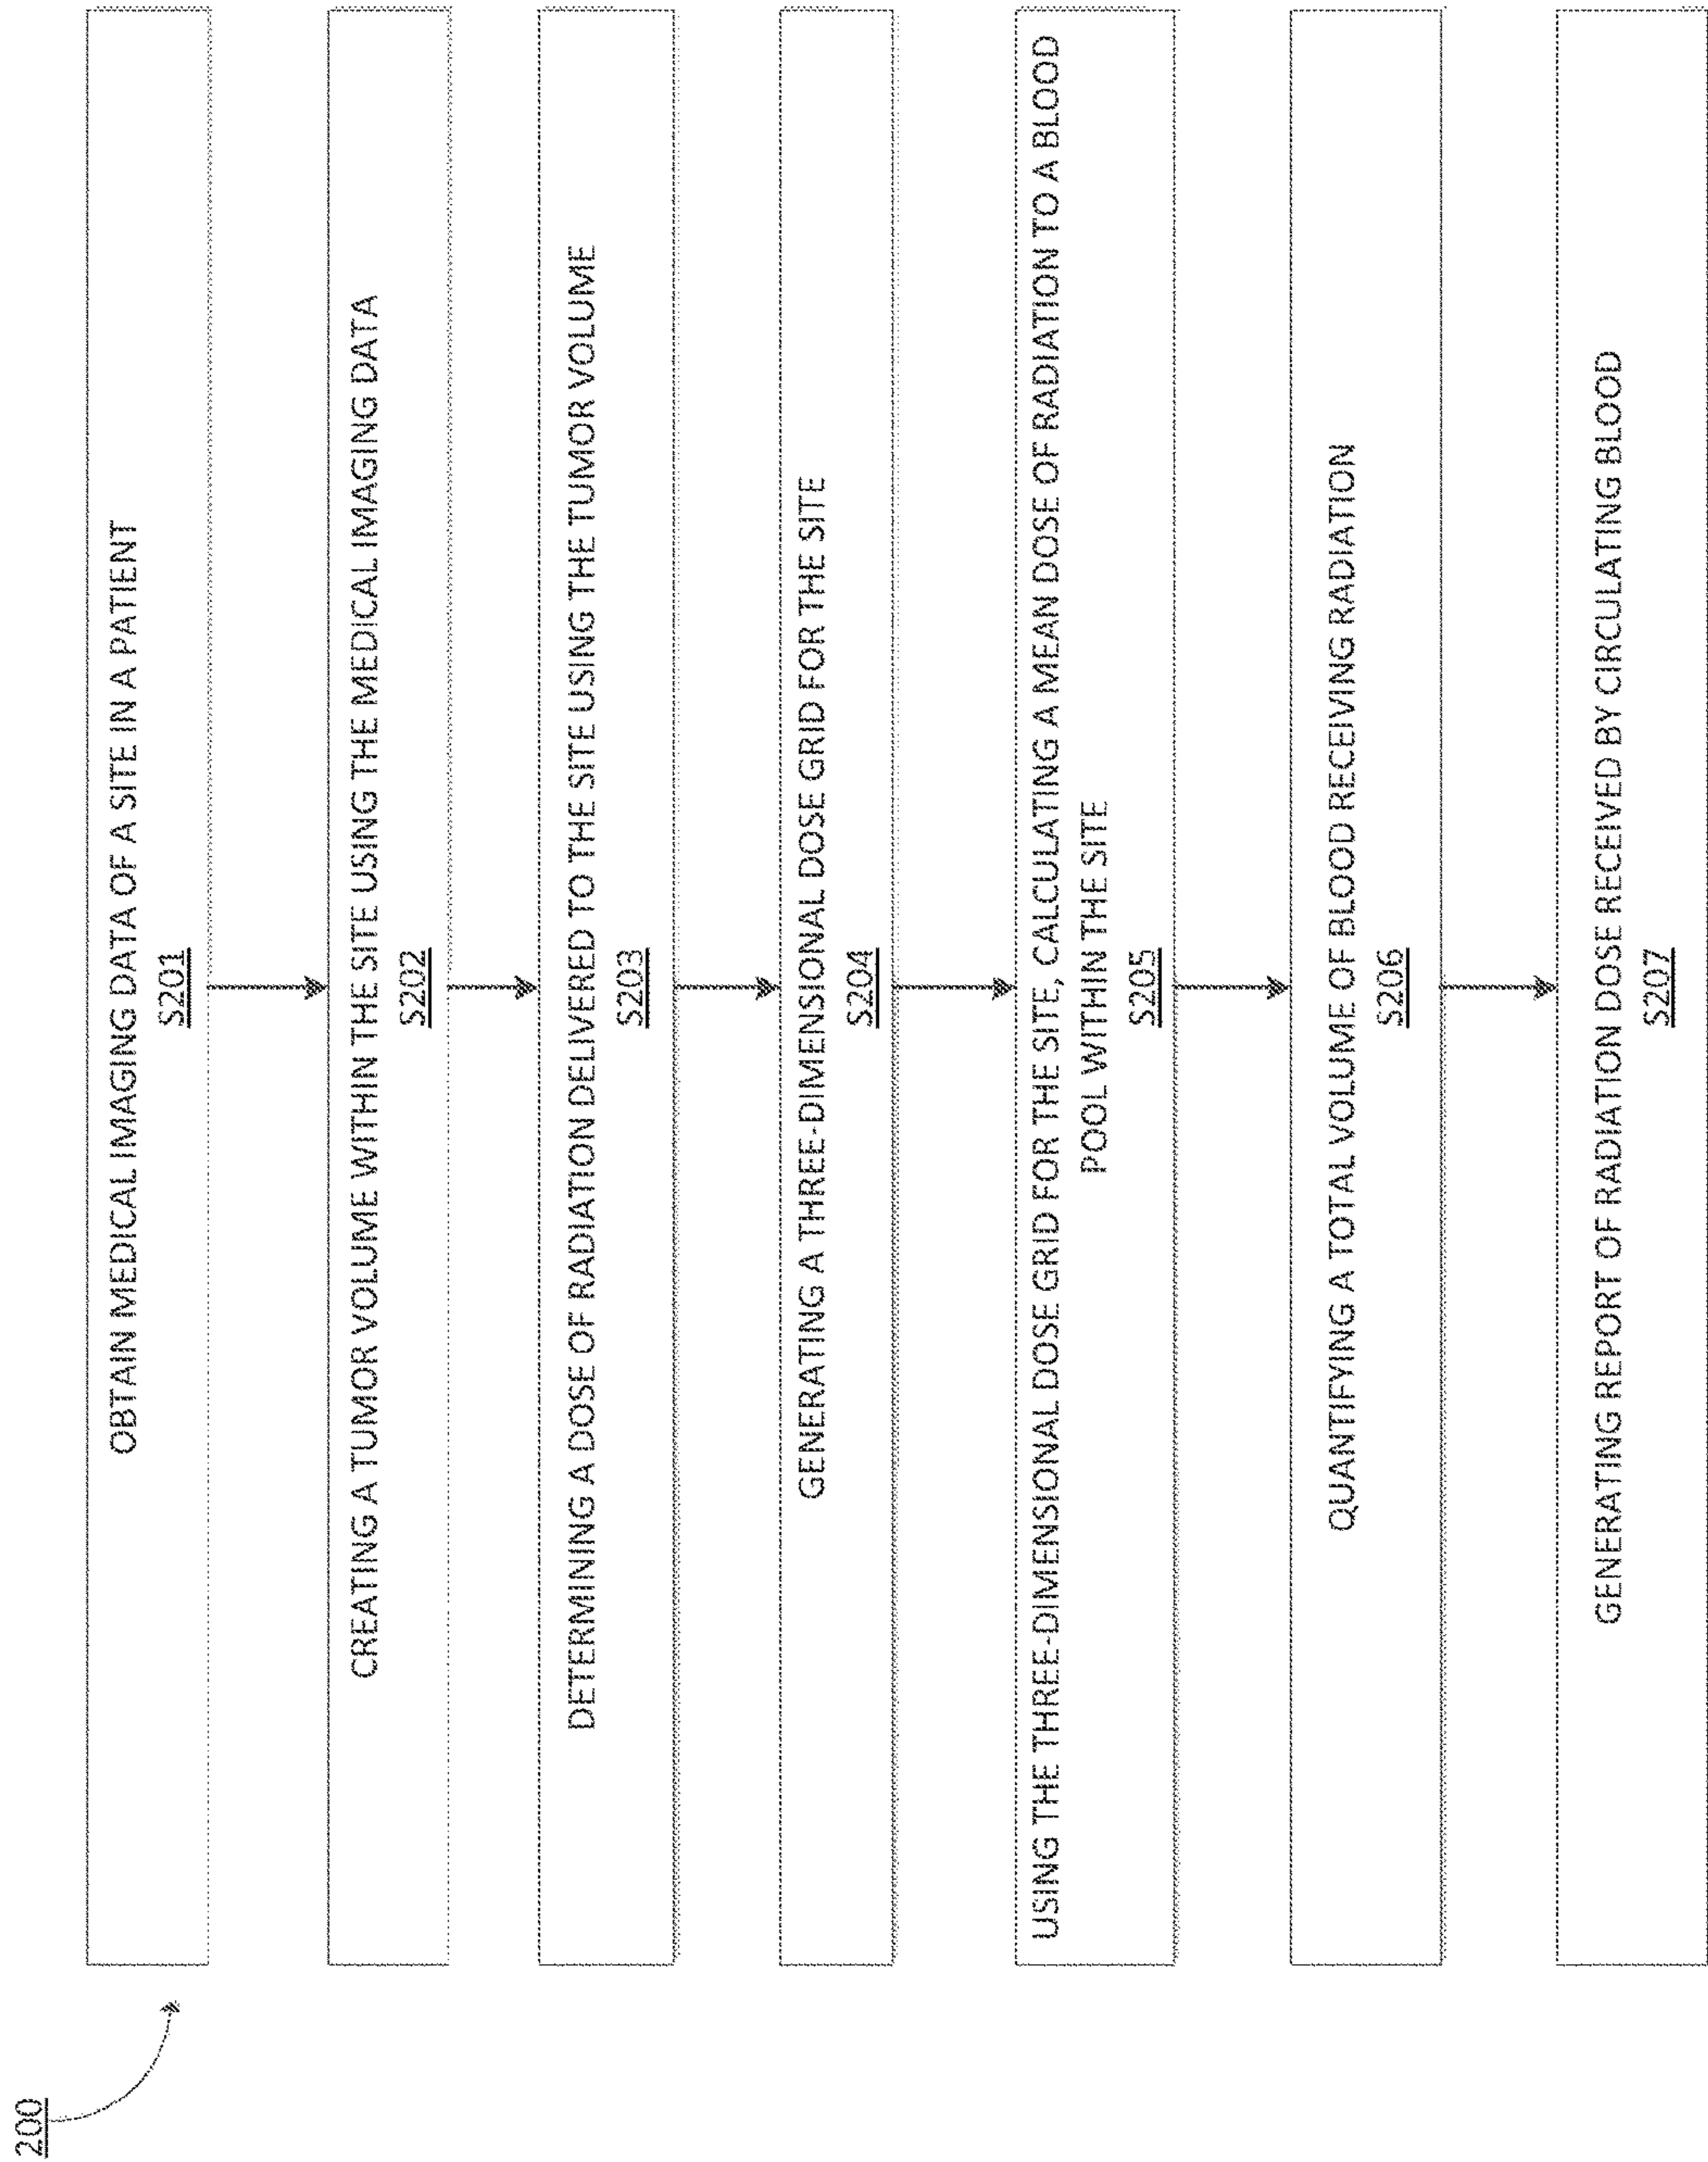 200
OBTAIN MEDICAL IMAGING DATA OF A SITE IN A PATIENT
S201
CREATING A TUMOR VOLUME WITHIN THE SITE USING THE MEDICAL IMAGING DATA
S202
DETERMINING A DOSE OF RADIATION DELIVERED TO THE SITE USING THE TUMOR VOLUME
S203
GENERATING A THREE-DIMENSIONAL DOSE GRID FOR THE SITE
S204
USING THE THREE-DIMENSIONAL DOSE GRID FOR THE SITE, CALCULATING A MEAN DOSE OF RADIATION TO A BLOOD
POOL WITHIN THE SITE
S205
QUANTIFYING A TOTAL VOLUME OF BLOOD RECEIVING RADIATION
S206
GENERATING REPORT OF RADIATION DOSE RECEIVED BY CIRCULATING BLOOD
S207